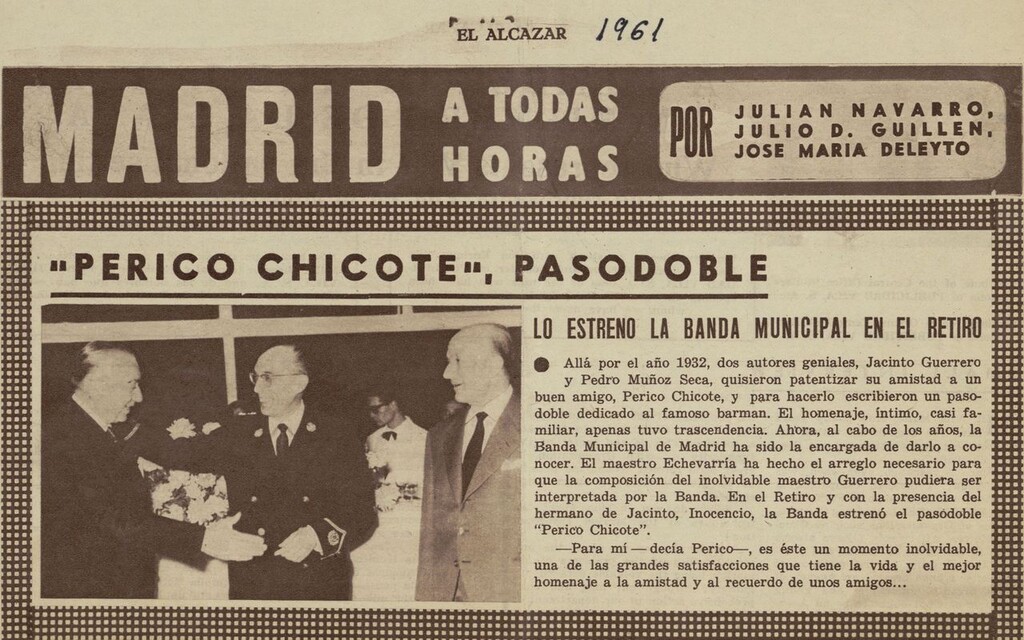 EL ALCAZAR 1961
MADRID
A TODAS
HORAS
POR
JULIAN NAVARRO,
JULIO D. GUILLEN,
JOSE MARIA DELEYTO
"PERICO CHICOTE", PASODOBLE
LO ESTRENO LA BANDA MUNICIPAL EN EL RETIRO
● Allá por el año 1932, dos autores geniales, Jacinto Guerrero
y Pedro Muñoz Seca, quisieron patentizar su amistad a un
buen amigo, Perico Chicote, y para hacerlo escribieron un paso-
doble dedicado al famoso barman. El homenaje, íntimo, casi fa-
miliar, apenas tuvo trascendencia. Ahora, al cabo de los años, la
Banda Municipal de Madrid ha sido la encargada de darlo a co-
nocer. El maestro Echevarría ha hecho el arreglo necesario para
que la composición del inolvidable maestro Guerrero pudiera ser
interpretada por la Banda. En el Retiro y con la presencia del
hermano de Jacinto, Inocencio, la Banda estrenó el pasodoble
"Perico Chicote".
—Para mí — decía Perico—, es éste un momento inolvidable,
una de las grandes satisfacciones que tiene la vida y el mejor
homenaje a la amistad y al recuerdo de unos amigos...